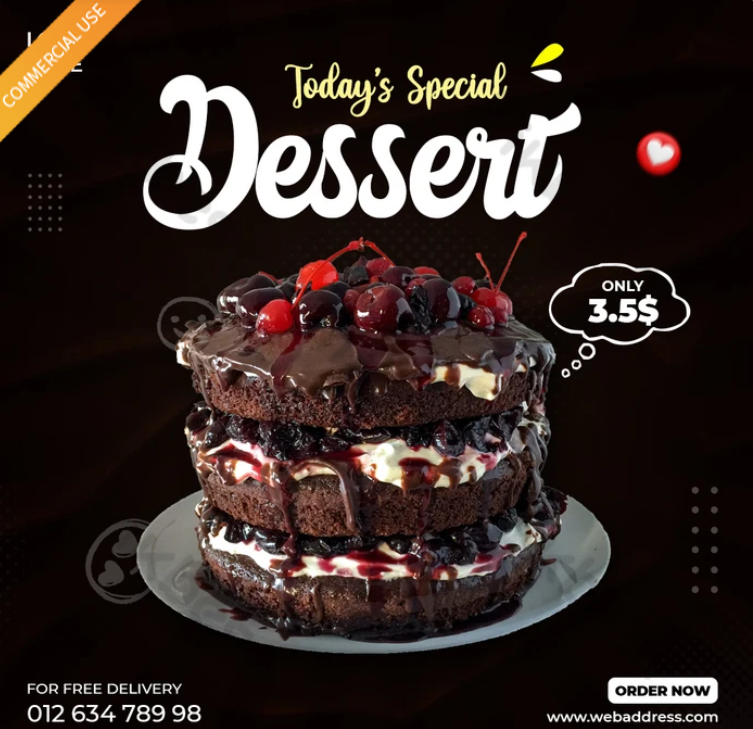 COMMERCIAL USE
Today's Special
Dessert
ONLY
3.5$
FOR FREE DELIVERY
012 634 789 98
ORDER NOW
www.webaddress.com